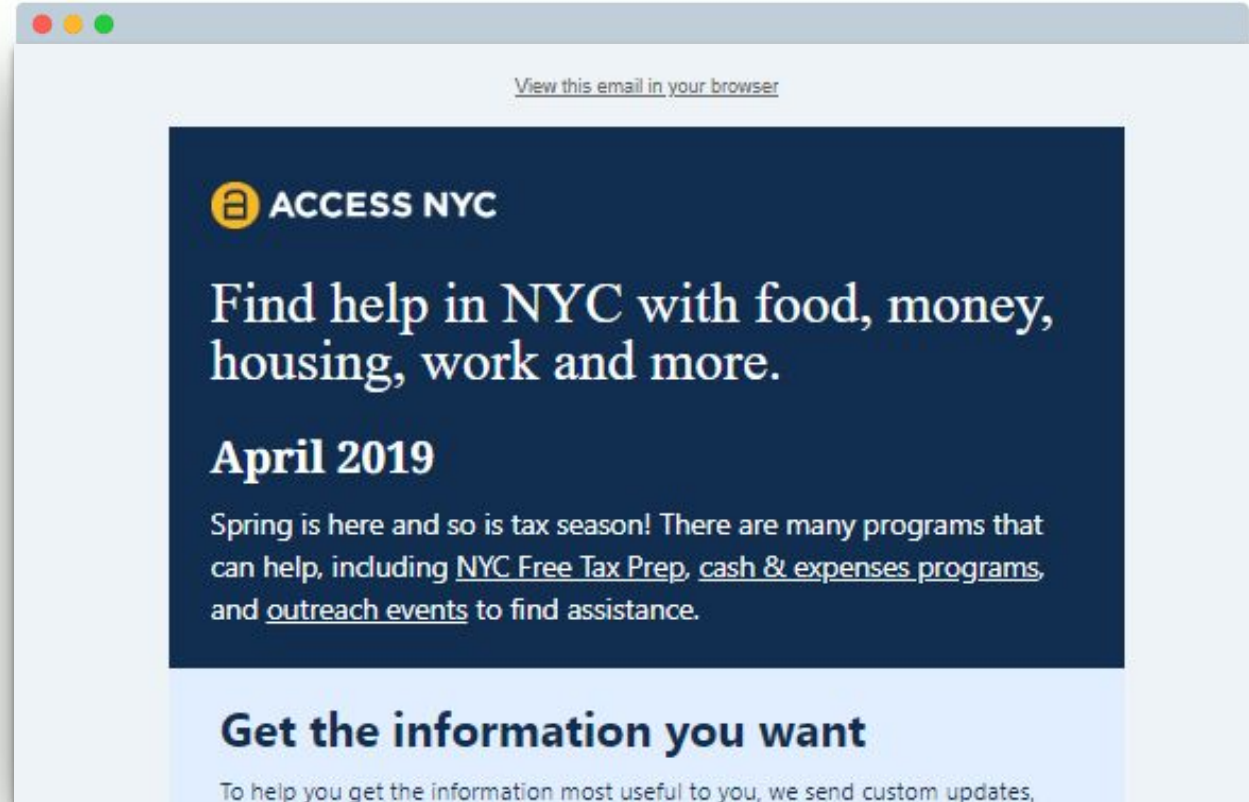 View this email in your browser
ACCESS NYC
Find help in NYC with food, money,
housing, work and more.
April 2019
Spring is here and so is tax season! There are many programs that
can help, including NYC Free Tax Prep, cash & expenses programs,
and outreach events to find assistance.
Get the information you want
To help you get the information most useful to you, we send custom updates,